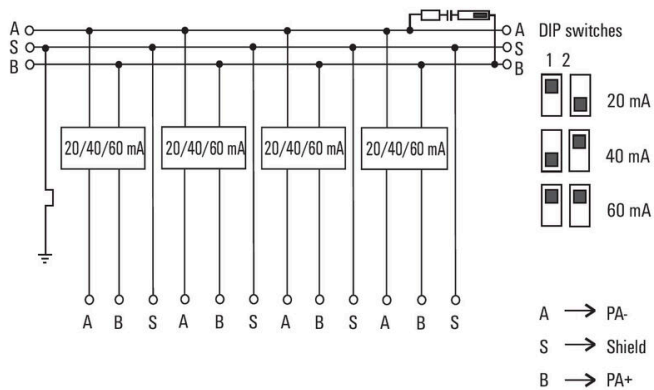 A A DIP switches
S S
B B
1 2
20 mA
20/40/60 mA 20/40/60 mA 20/40/60 mA 20/40/60 mA
40 mA
60 mA
A B S A B S A B S A B S
A → PA-
S → Shield
B → PA+